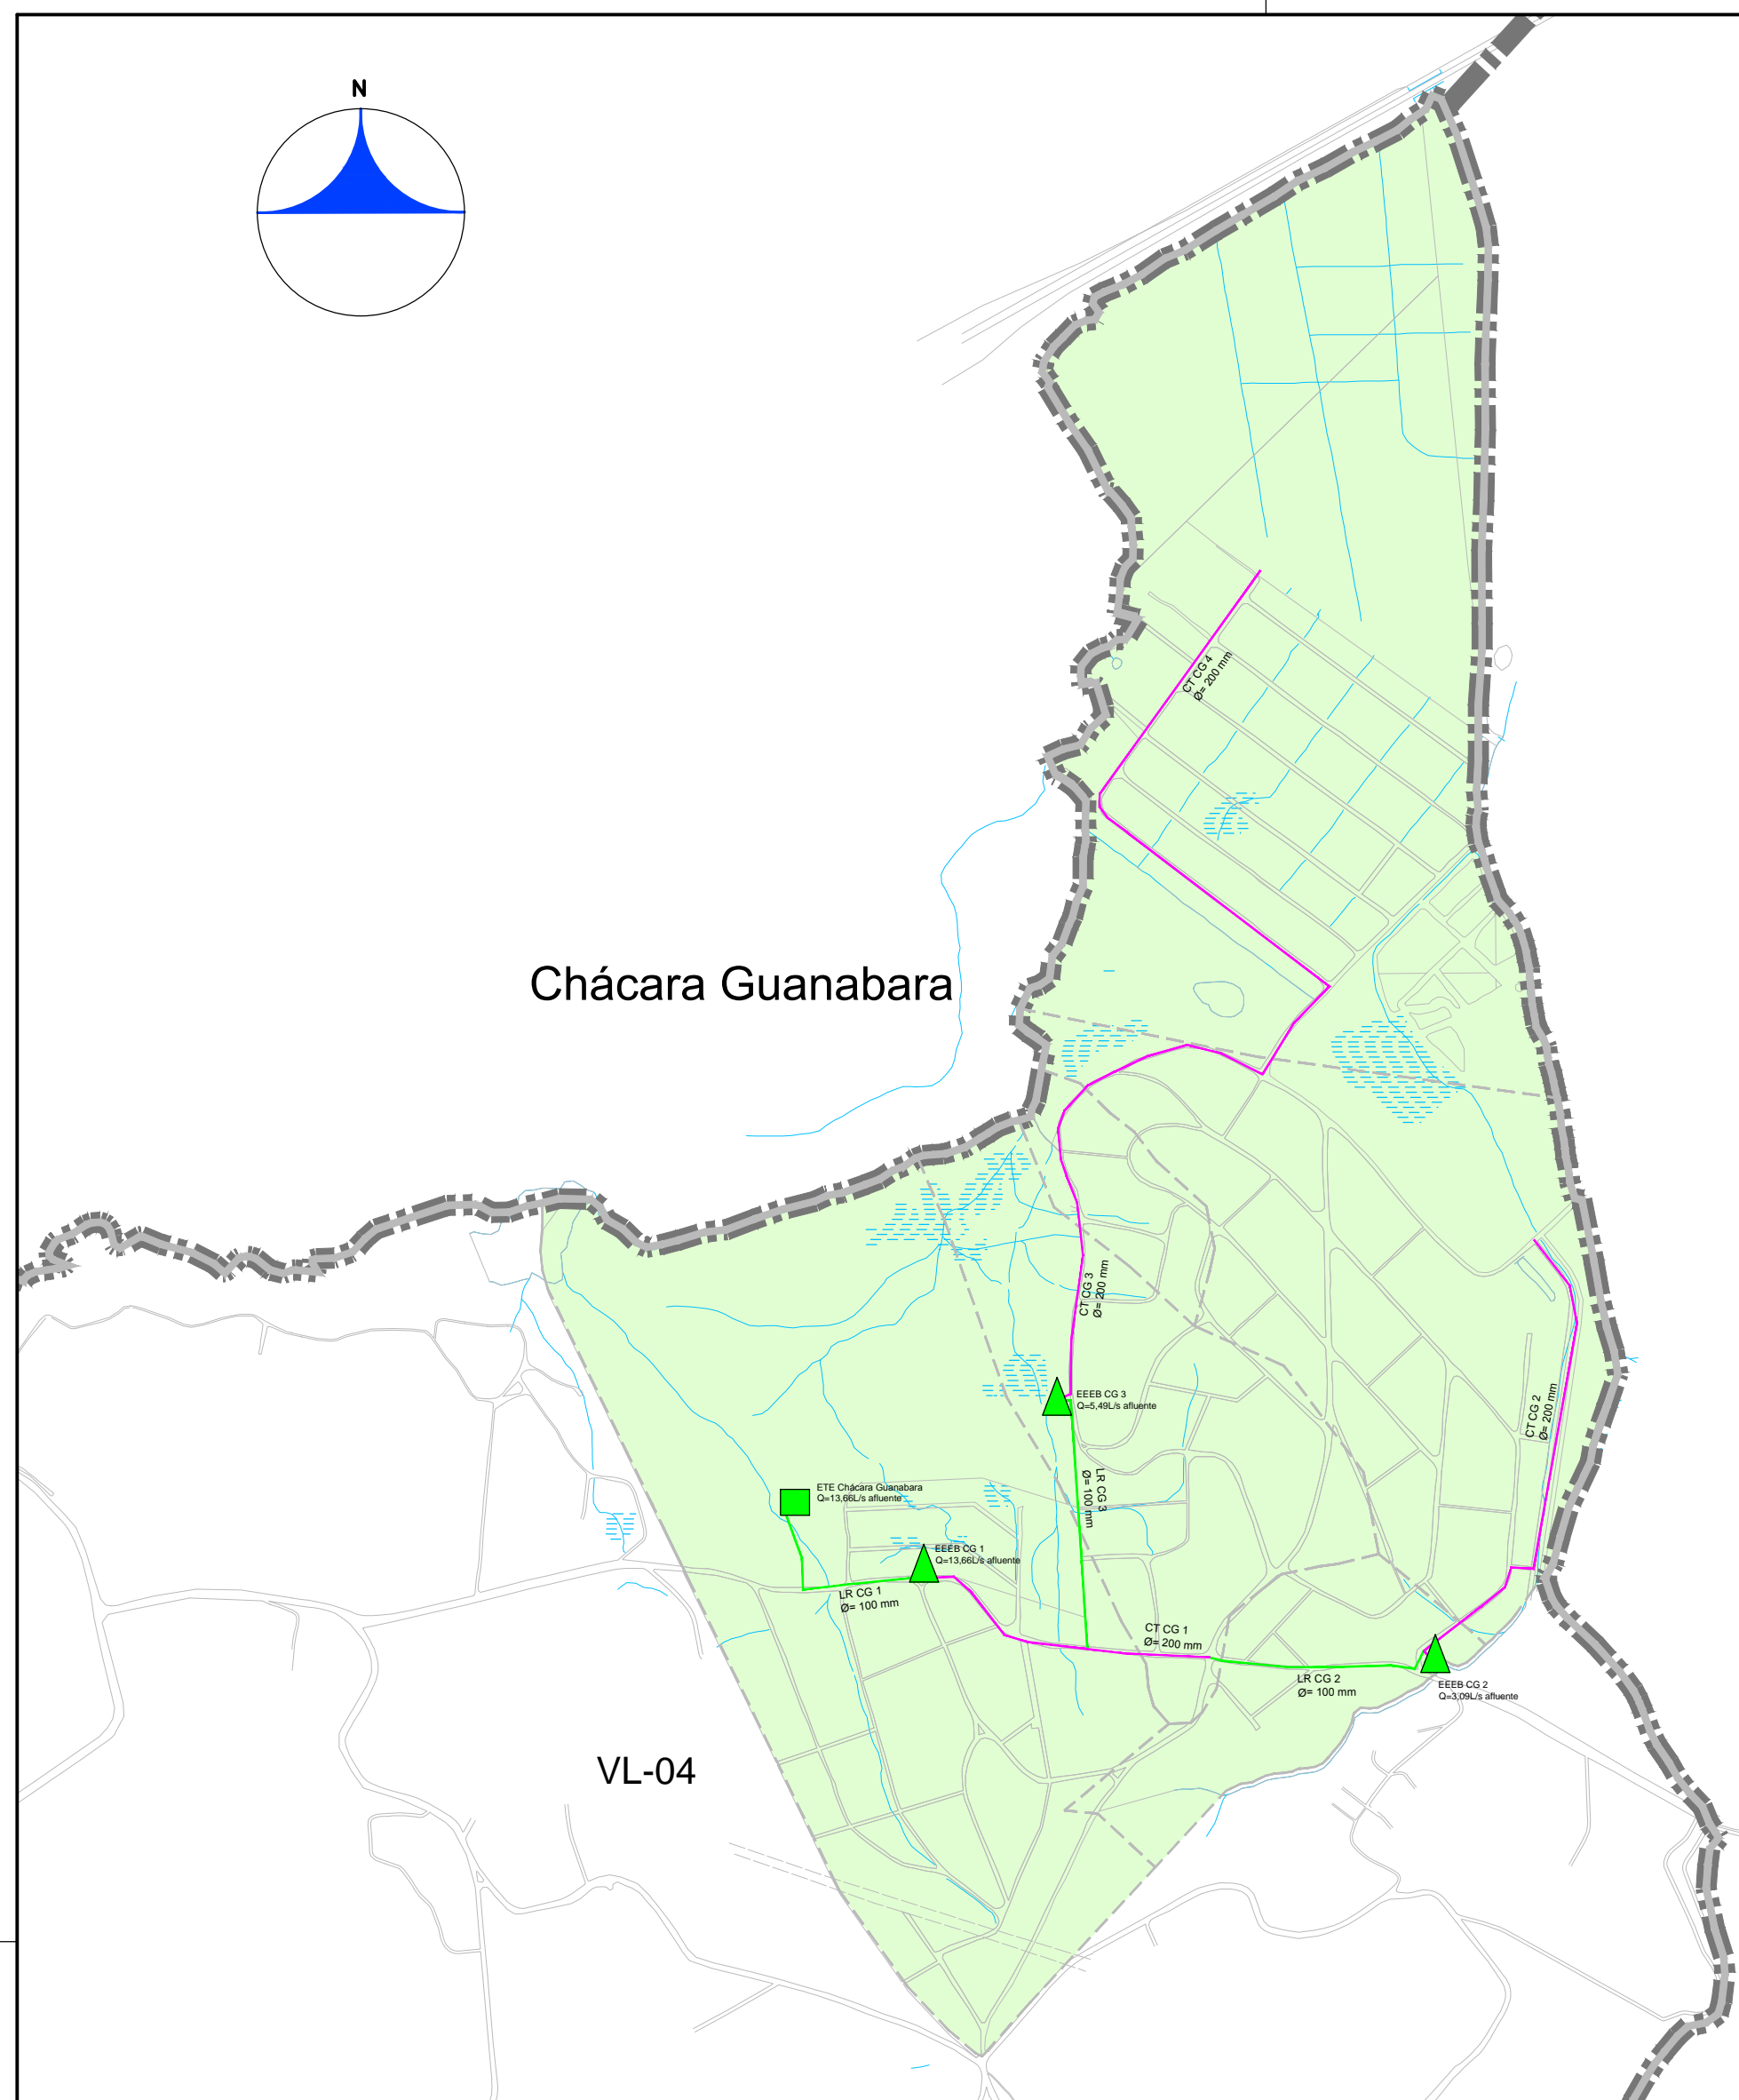 N
CT CG 4
Ø= 200 mm
Chácara Guanabara
CT CG 3
Ø= 200 mm
EEEB CG 3
Q=5,49L/s afluente
CT CG 2
Ø= 200 mm
LR CG 3
Ø= 100 mm
ETE Chácara Guanabara
Q=13,66L/s afluente
EEEB CG 1
Q=13,66L/s afluente
LR CG 1
Ø= 100 mm
CT CG 1
Ø= 200 mm
LR CG 2
Ø= 100 mm
EEEB CG 2
Q=3,09L/s afluente
VL-04